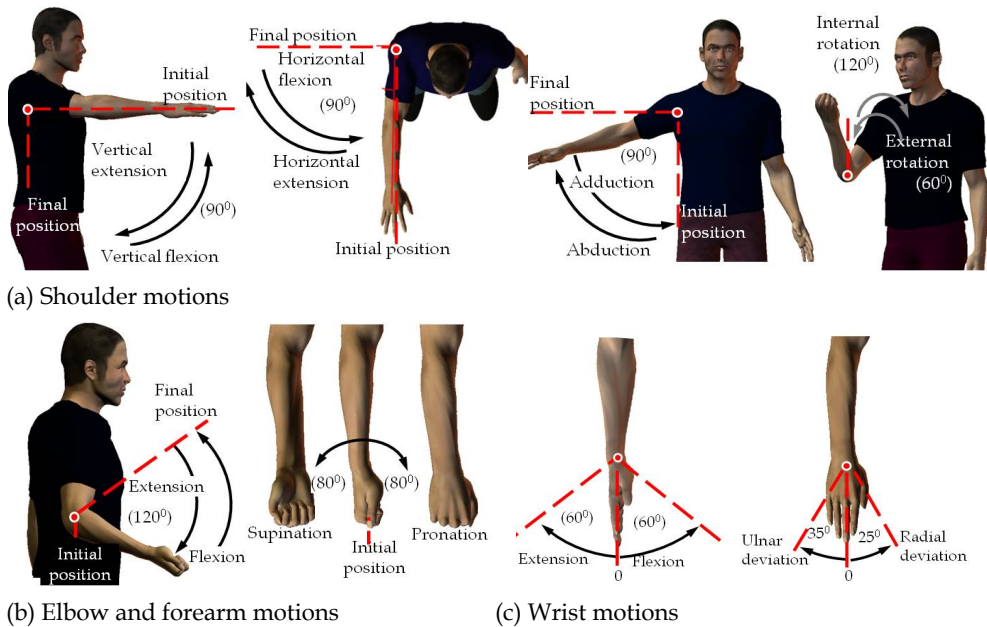 Initial
position
Vertical
extension
(90⁰)
Final
position
Vertical flexion
Final position
Horizontal
flexion
(90⁰)
Horizontal
extension
Initial position
Final
position
(90⁰)
Adduction
Initial
position
Abduction
Internal
rotation
(120⁰)
External
rotation
(60⁰)
(a) Shoulder motions
Final
position
Extension
(120⁰)
Initial
position
Flexion
(80⁰)
(80⁰)
Supination
Initial
position
Pronation
(60⁰)
(60⁰)
Extension
Flexion
0
35⁰
25⁰
Ulnar
deviation
Radial
deviation
0
(b) Elbow and forearm motions
(c) Wrist motions